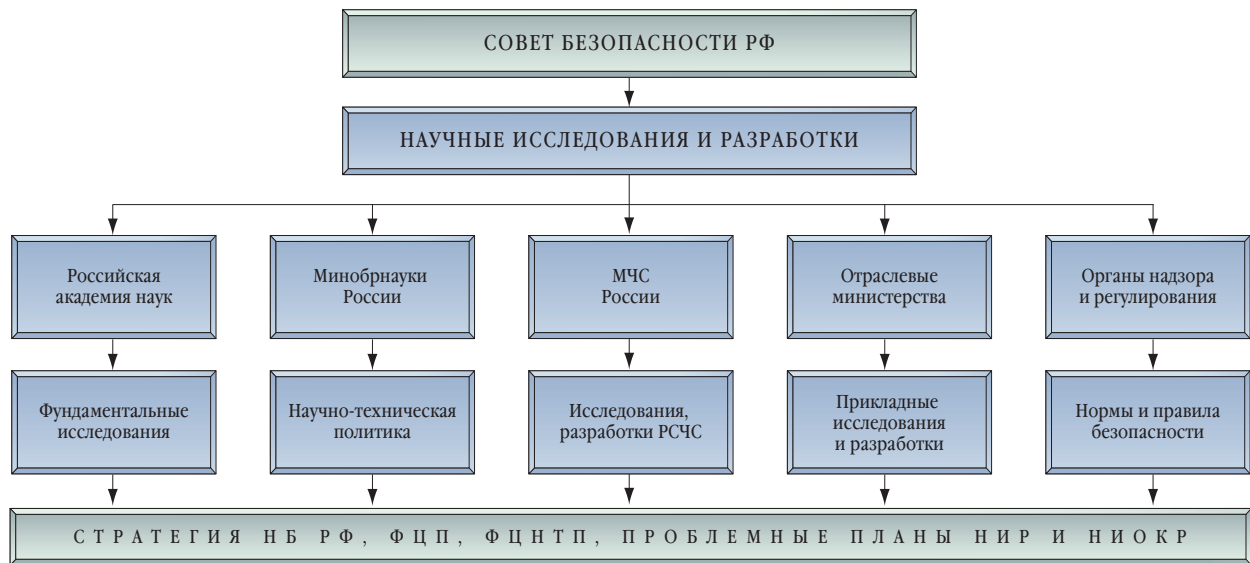 СОВЕТ БЕЗОПАСНОСТИ РФ
НАУЧНЫЕ ИССЛЕДОВАНИЯ И РАЗРАБОТКИ
Российская
академия наук
Минобрнауки
России
МЧС
России
Отраслевые
министерства
Органы надзора
и регулирования
Фундаментальные
исследования
Научно-техническая
политика
Исследования,
разработки РСЧС
Прикладные
исследования
и разработки
Нормы и правила
безопасности
СТРАТЕГИЯ НБ РФ, ФЦП, ФЦНТП, ПРОБЛЕМНЫЕ ПЛАНЫ НИР И НИОКР